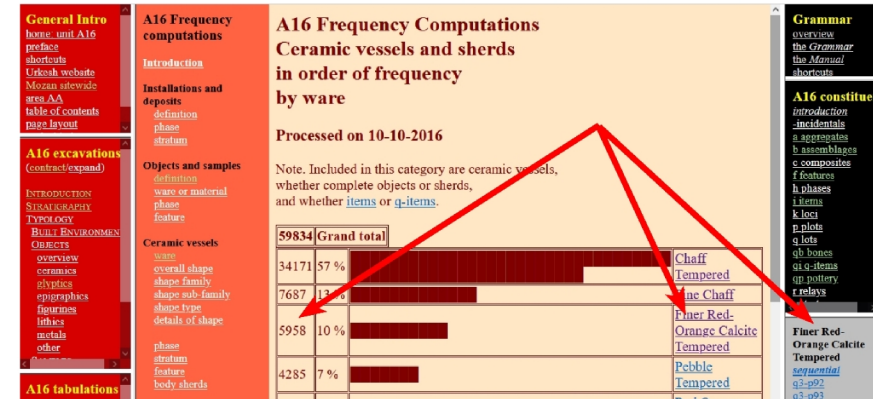 General Intro
home: unit A16
preface
shortcuts
Urkesh website
Mozan sitewide
area AA
table of contents
page layout
A16 excavations
(contract/expand)
INTRODUCTION
STRATIGRAPHY
TYPOLOGY
BUILT ENVIRONMEN
OBJECTS
overview
ceramics
glyptics
epigraphics
figurines
lithics
metals
other
A16 tabulations
A16 Frequency
computations
Introduction
Installations and
deposits
definition
phase
stratum
Objects and samples
definition
ware or material
phase
feature
Ceramic vessels
ware
overall shape
shape family
shape sub-family
shape type
details of shape
phase
stratum
feature
body sherds
A16 Frequency Computations
Ceramic vessels and sherds
in order of frequency
by ware
Processed on 10-10-2016
Note. Included in this category are ceramic vessels,
whether complete objects or sherds,
and whether items or q-items.
59834 Grand total
34171 57 % Chaff
Tempered
7687 13 % Fine Chaff
5958 10 % Finer Red-
Orange Calcite
Tempered
4285 7 % Pebble
Tempered
Grammar
overview
the Grammar
the Manual
shortcuts
A16 constitue
introduction
-incidentals
a aggregates
b assemblages
c composites
f features
h phases
i items
k loci
p plots
q lots
qb bones
qi q-items
qp pottery
r relays
Finer Red-
Orange Calcite
Tempered
sequential
q3-p92
q3-p93